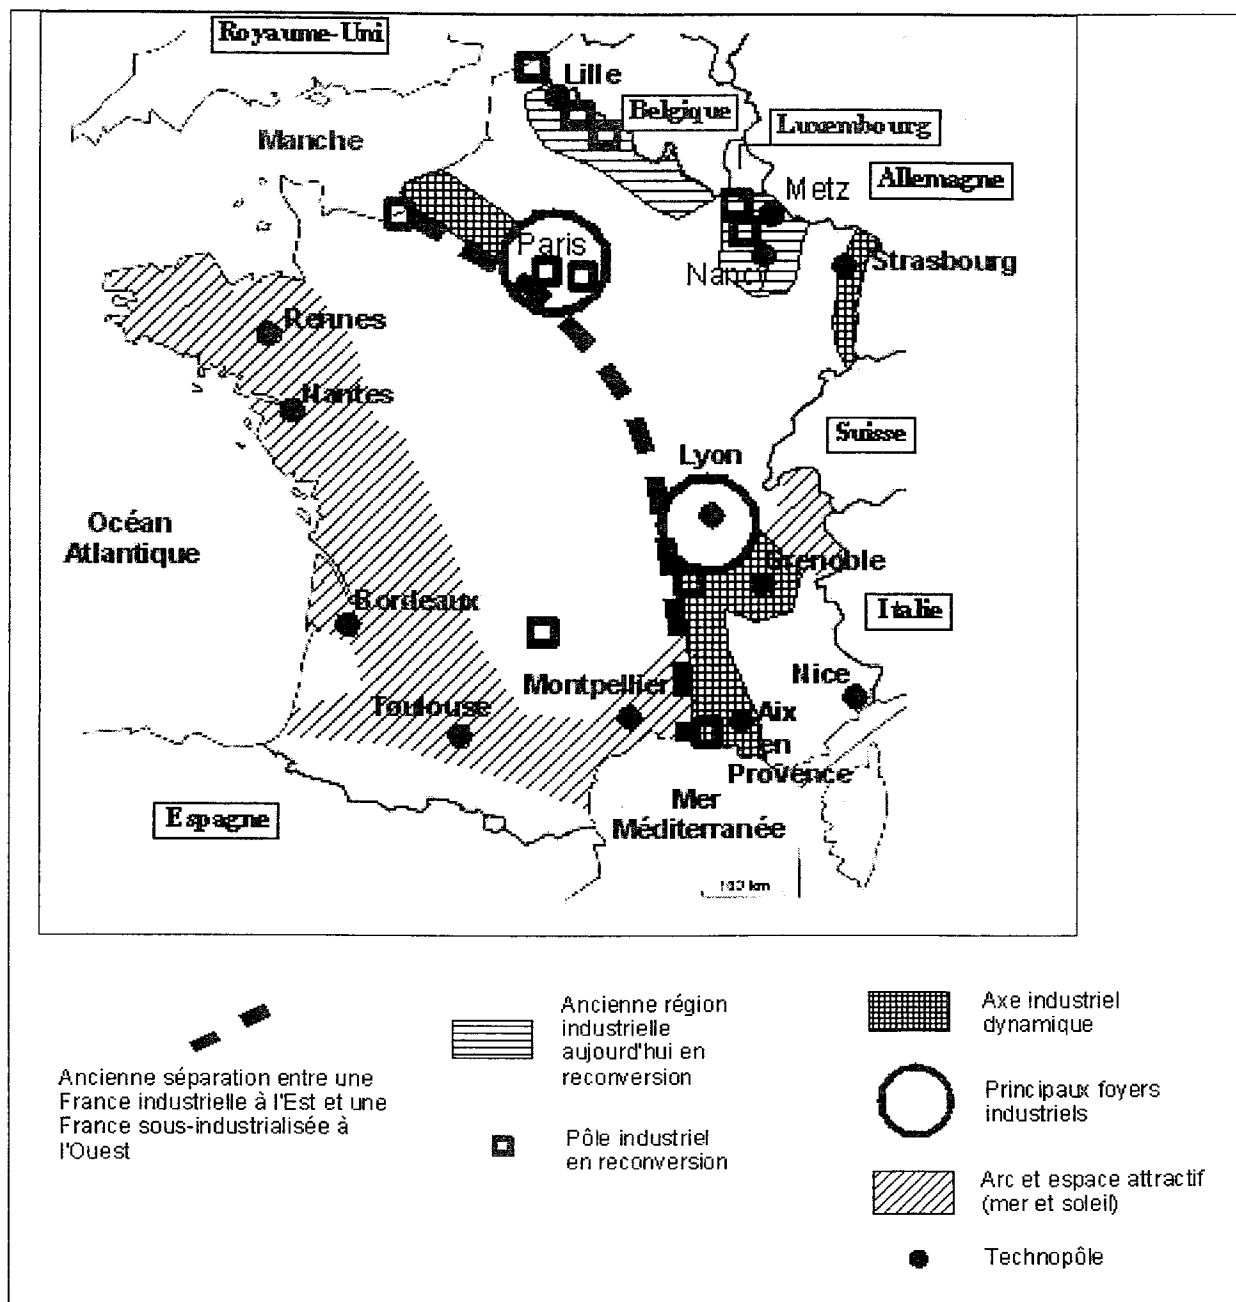 Royaume-Uni
Lille
Belgique
Luxembourg
Manche
Metz
Allemagne
Paris
Nancy
Strasbourg
Rennes
Nantes
Suisse
Lyon
Océan
Atlantique
Grenoble
Bordeaux
Italie
Montpellier
Nice
Toulouse
Aix
en
Provence
Espagne
Mer
Méditerranée
100 km
Ancienne séparation entre une
France industrielle à l'Est et une
France sous-industrialisée à
l'Ouest
Ancienne région
industrielle
aujourd'hui en
reconversion
Pôle industriel
en reconversion
Axe industriel
dynamique
Principaux foyers
industriels
Arc et espace attractif
(mer et soleil)
Technopôle